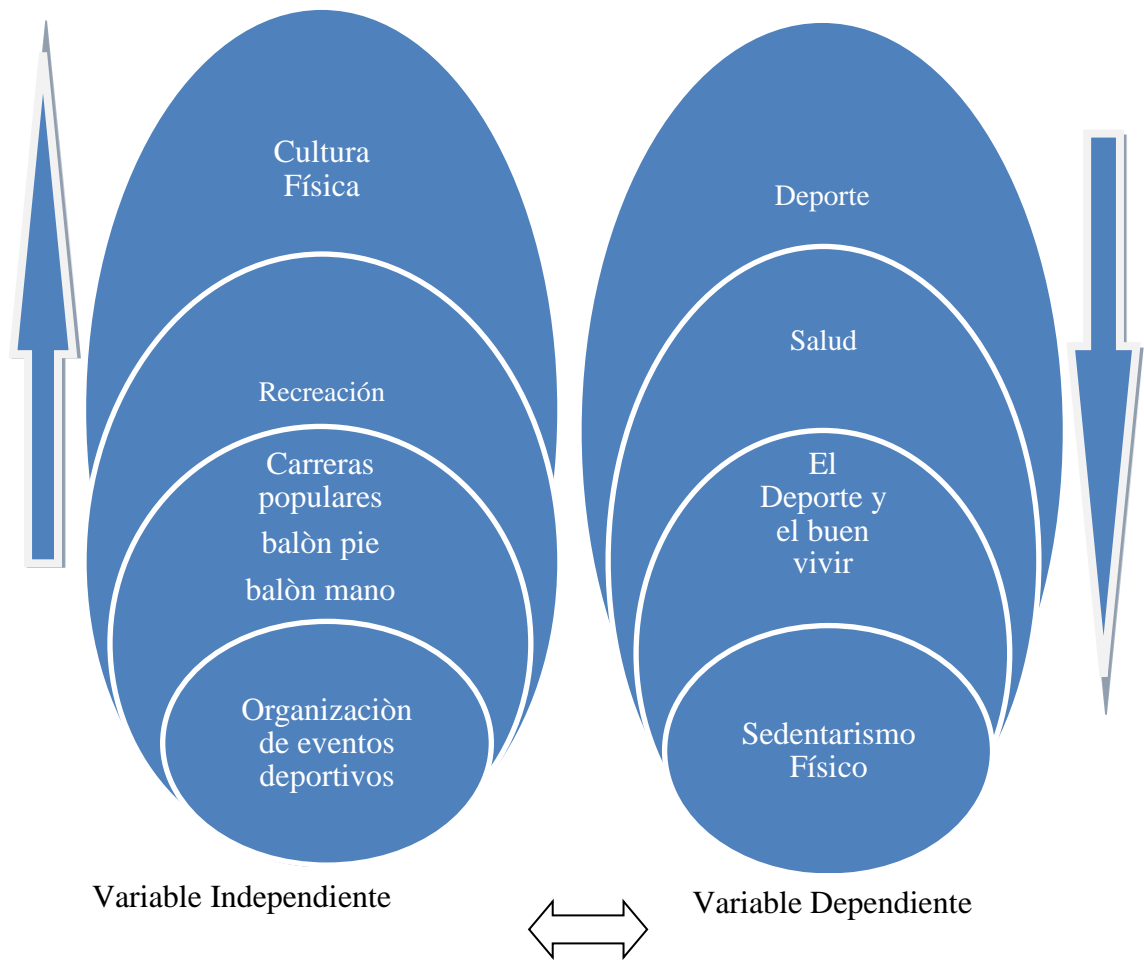 Cultura
Física
Recreación
Carreras
populares
balòn pie
balòn mano
Organizaciòn
de eventos
deportivos
Variable Independiente
Deporte
Salud
El
Deporte y
el buen
vivir
Sedentarismo
Físico
Variable Dependiente